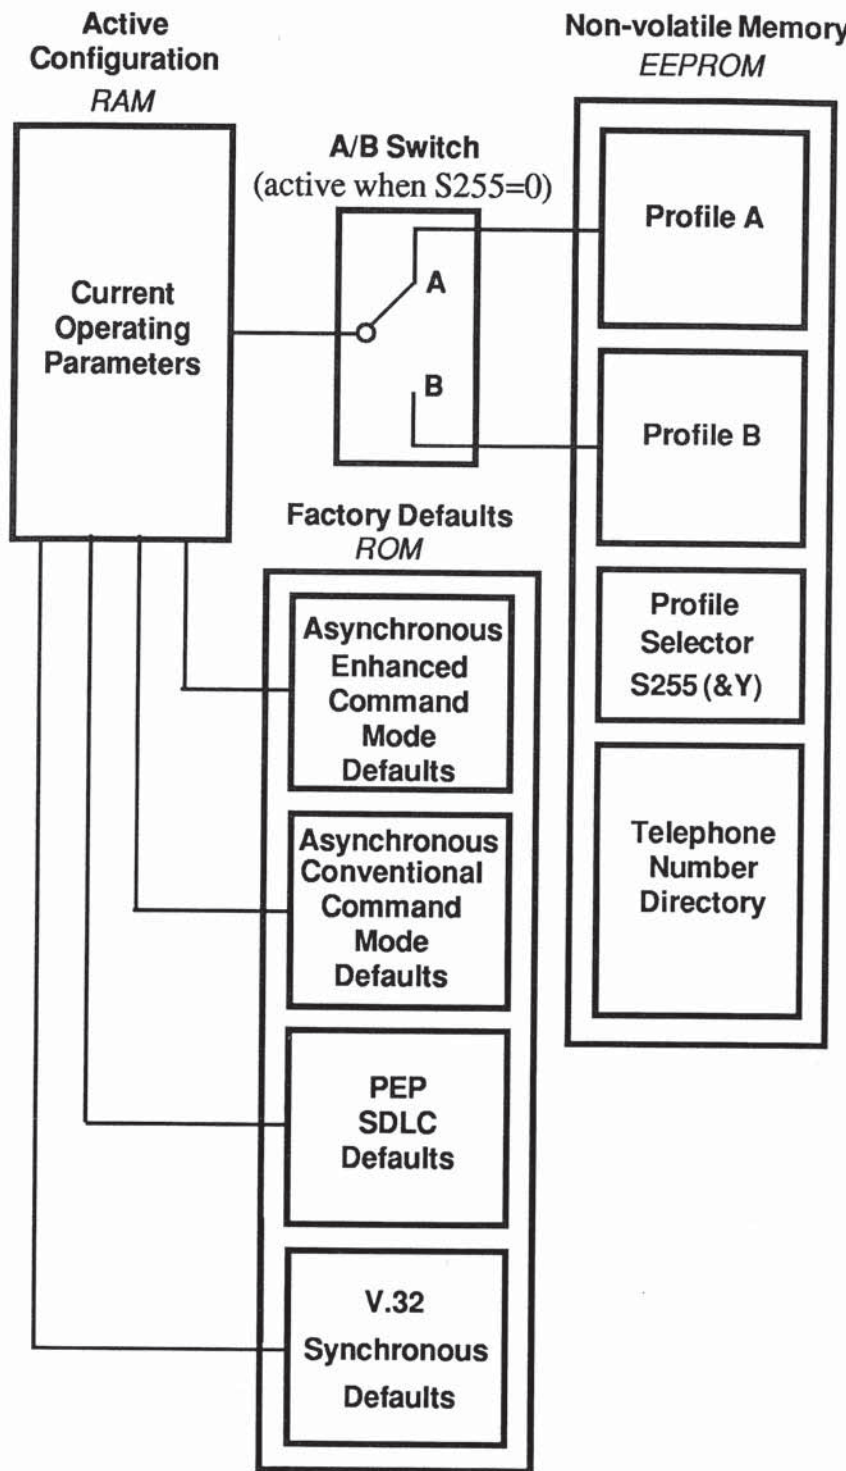 Active
Configuration
RAM
Non-volatile Memory
EEPROM
A/B Switch
(active when S255=0)
Current
Operating
Parameters
A
B
Profile A
Profile B
Profile
Selector
S255 (&Y)
Telephone
Number
Directory
Factory Defaults
ROM
Asynchronous
Enhanced
Command
Mode
Defaults
Asynchronous
Conventional
Command
Mode
Defaults
PEP
SDLC
Defaults
V.32
Synchronous
Defaults